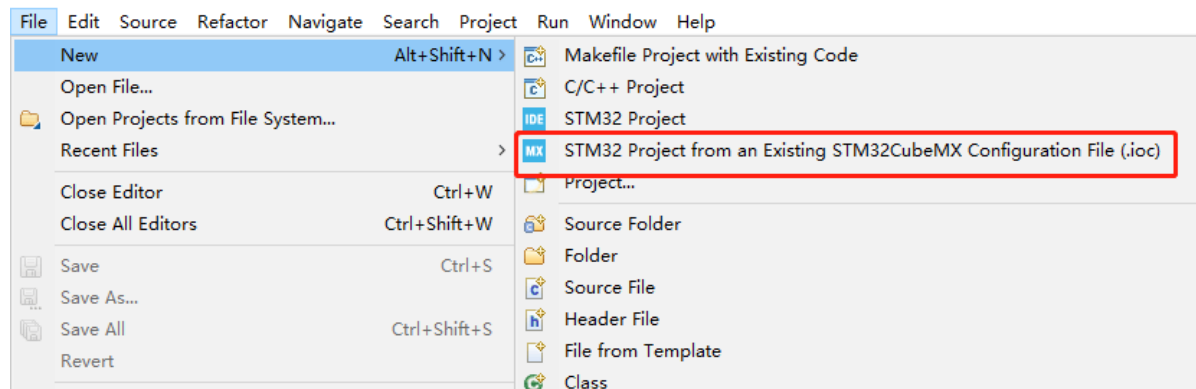 File Edit Source Refactor Navigate Search Project Run Window Help
New Alt+Shift+N >
Open File...
Open Projects from File System...
Recent Files >
Close Editor Ctrl+W
Close All Editors Ctrl+Shift+W
Save Ctrl+S
Save As...
Save All Ctrl+Shift+S
Revert
C++ Makefile Project with Existing Code
C C/C++ Project
IDE STM32 Project
MX STM32 Project from an Existing STM32CubeMX Configuration File (.ioc)
Project...
Source Folder
Folder
c Source File
h Header File
File from Template
C Class